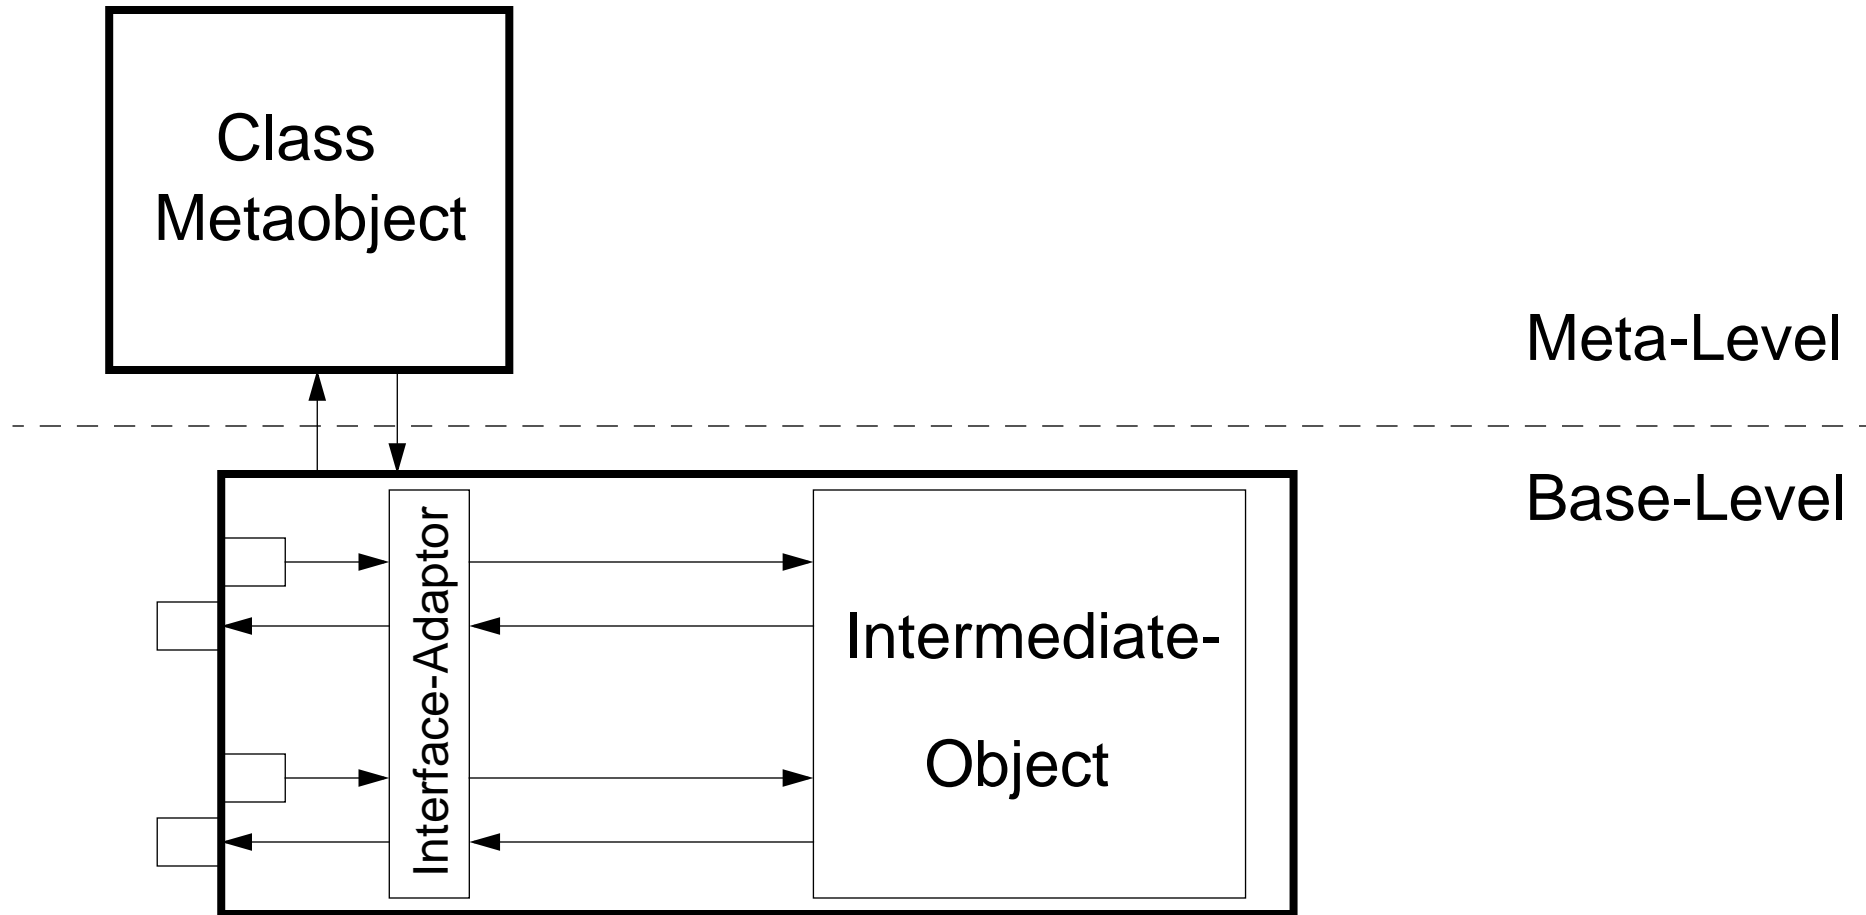 Class
Metaobject
Meta-Level
Base-Level
Interface-Adaptor
Intermediate-
Object